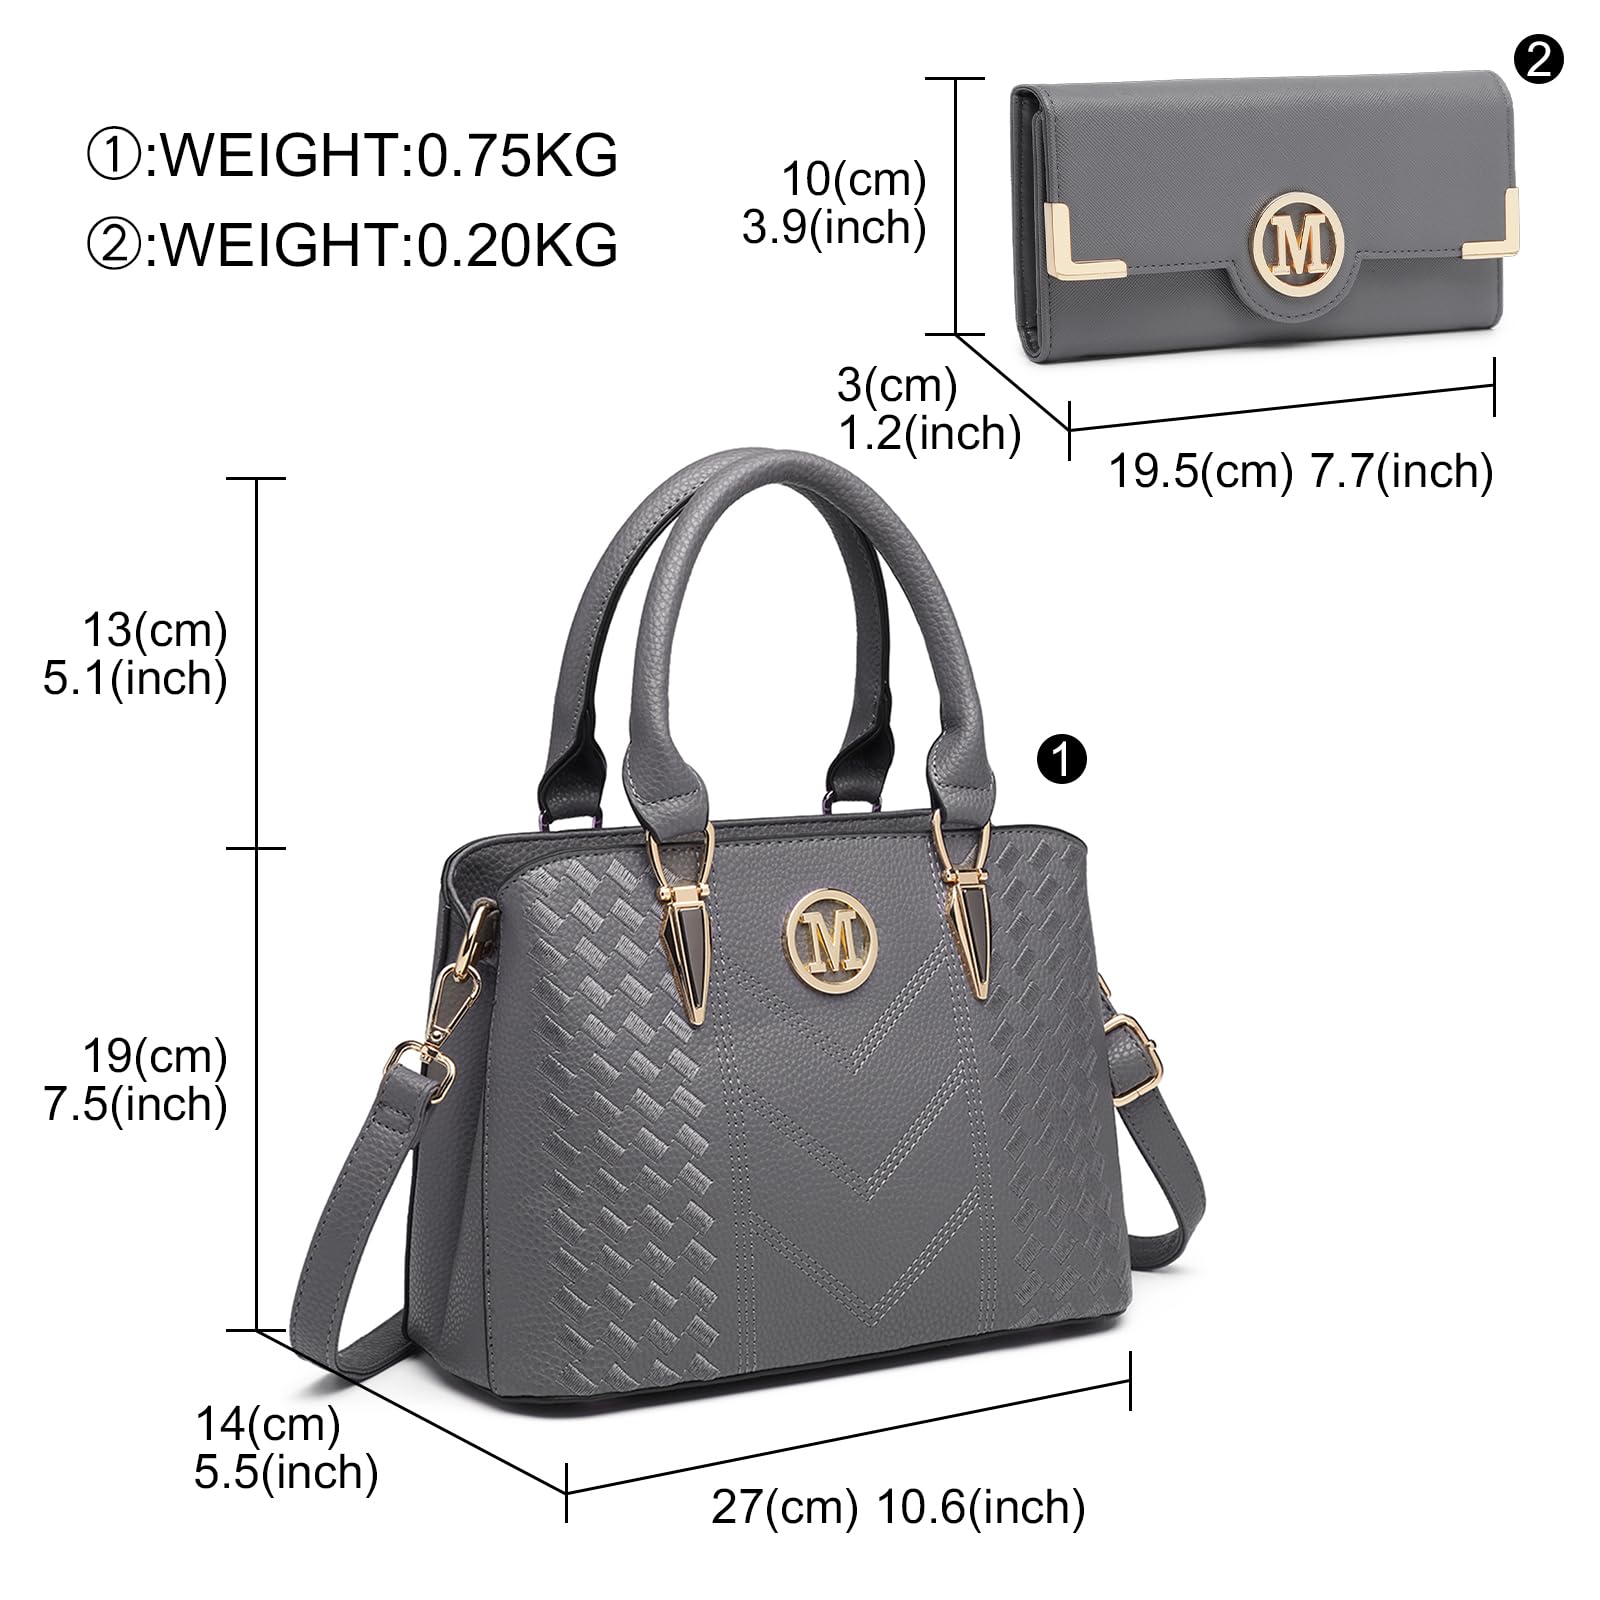 ①:WEIGHT:0.75KG
②:WEIGHT:0.20KG
2
10(cm)
3.9(inch)
M
3(cm)
1.2(inch)
19.5(cm) 7.7(inch)
13(cm)
5.1(inch)
1
M
19(cm)
7.5(inch)
14(cm)
5.5(inch)
27(cm) 10.6(inch)